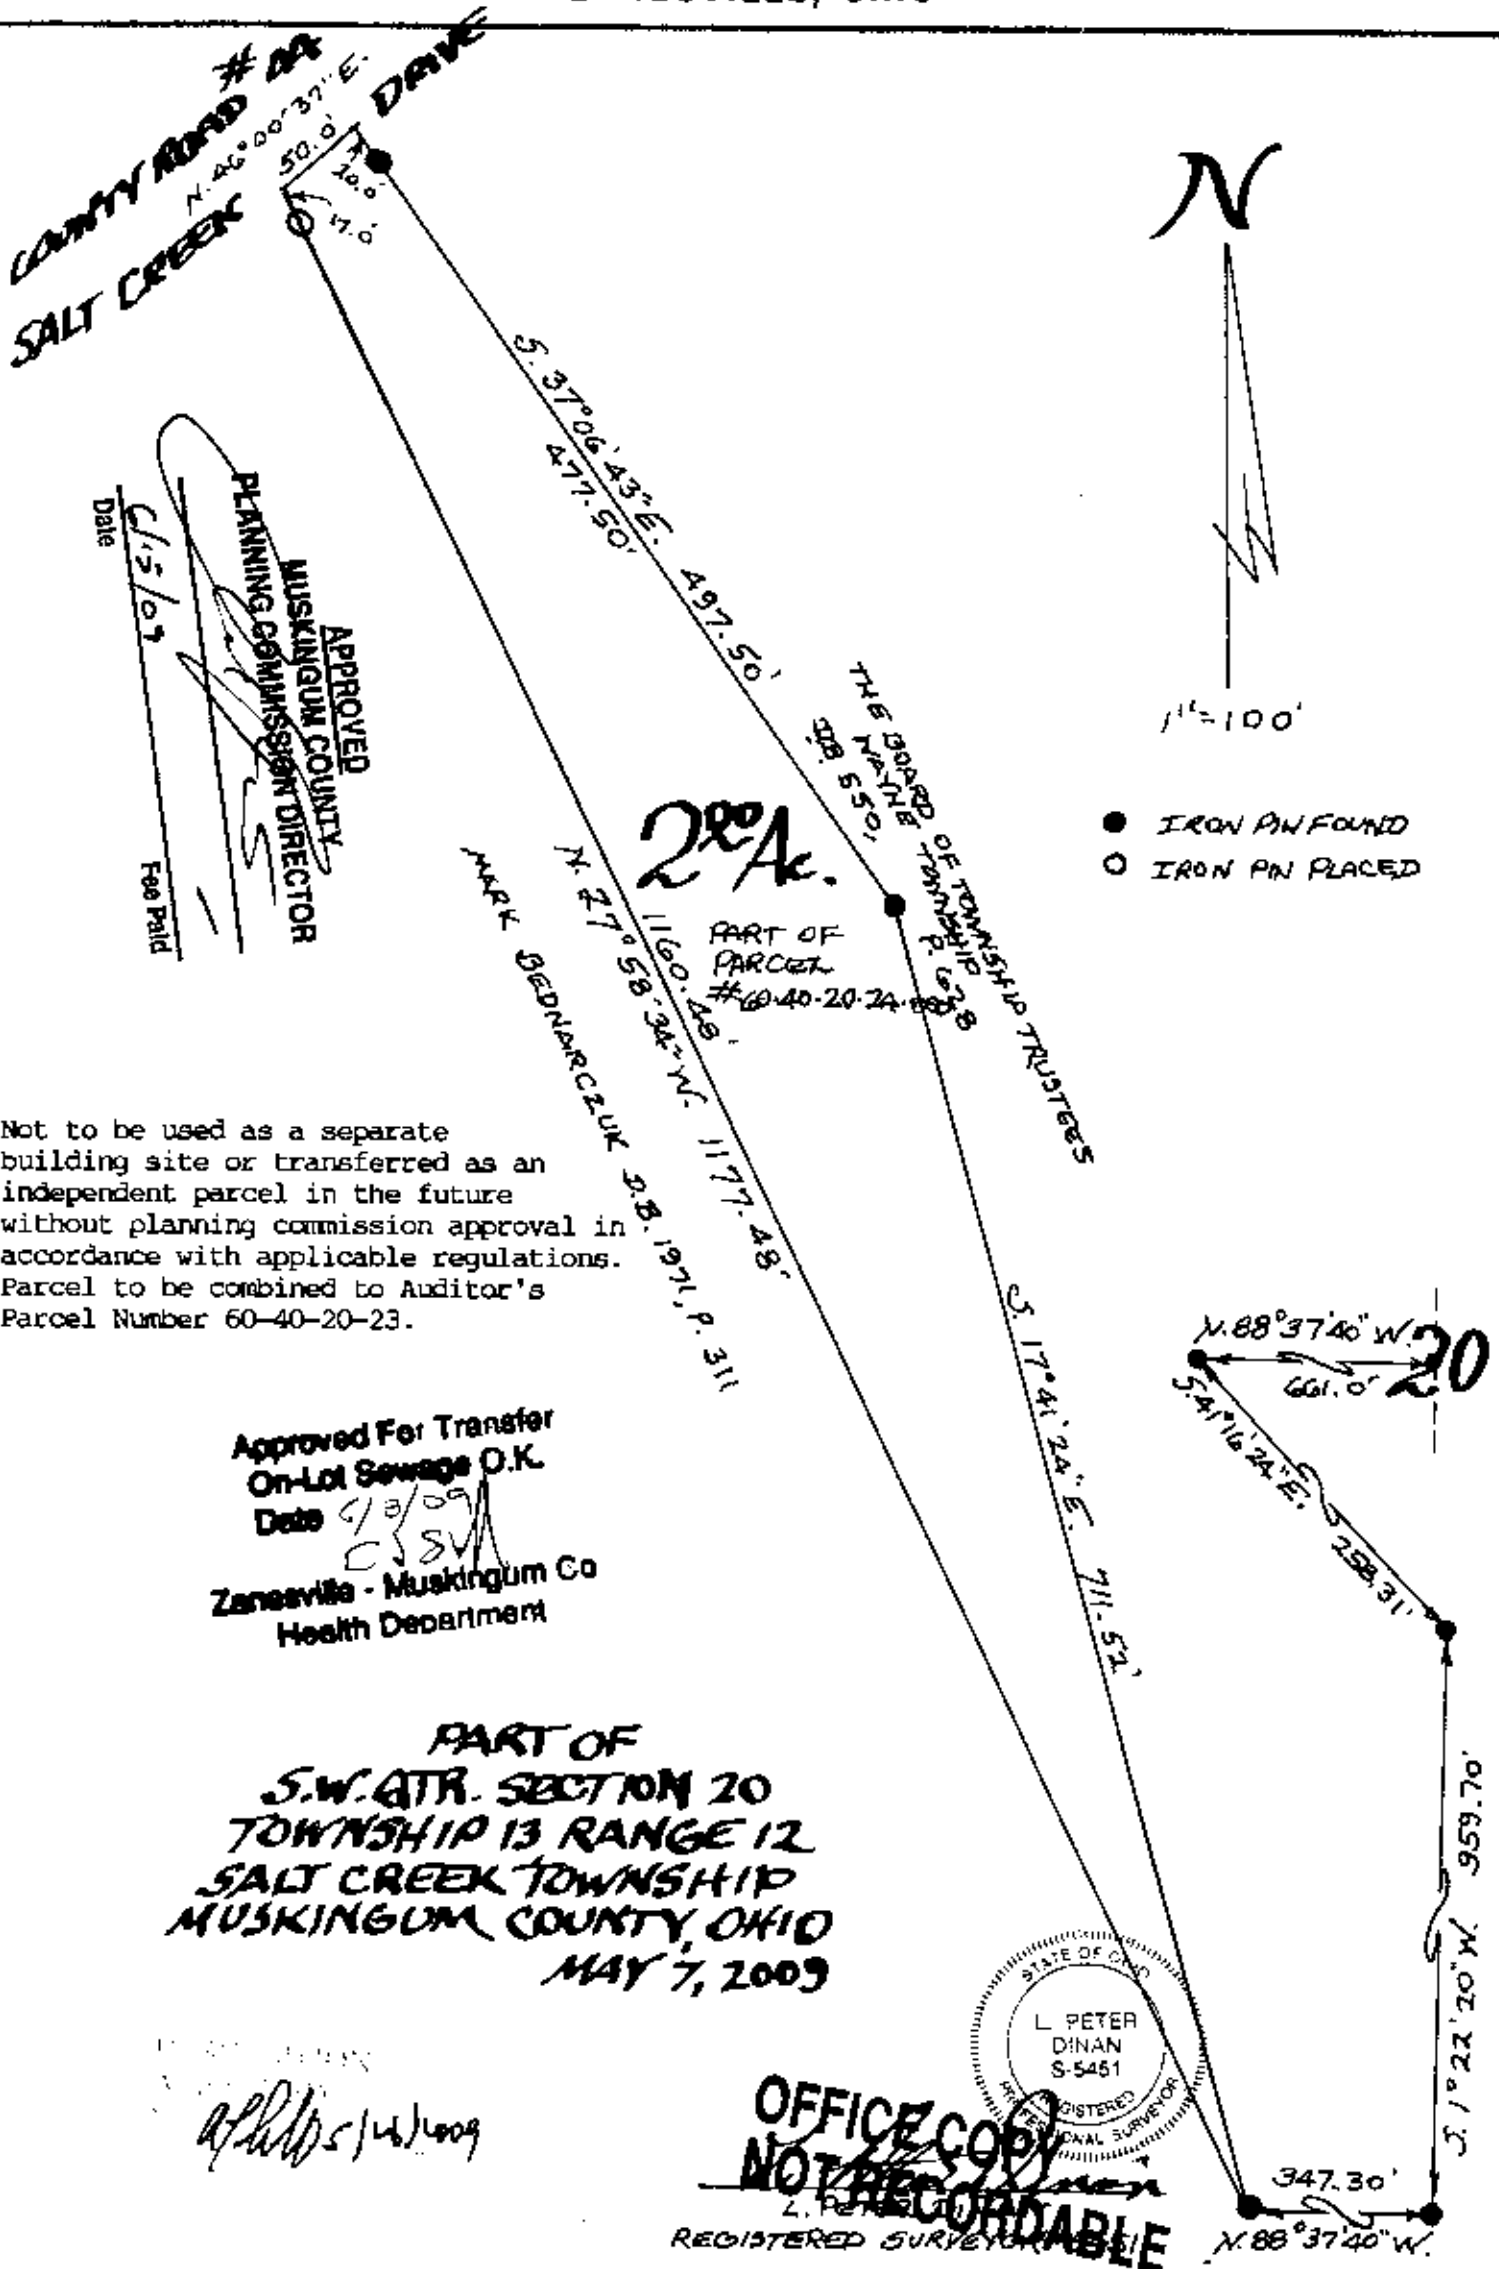 COUNTY ROAD #
SALT CREEK DRIVE
N. 46°00'37" E.
50.0'
20.0'
17.0'
N
1"=100'
● IRON PIN FOUND
○ IRON PIN PLACED
S. 37°06'43" E. 497.50'
477.50'
THE BOARD OF TOWNSHIP TRUSTEES
WAYNE TOWNSHIP
DB. 550, P. 628
APPROVED
MUSKINGUM COUNTY
PLANNING COMMISSION DIRECTOR
6/15/09
Date
Fee Paid
2.00 Ac.
PART OF
PARCEL
#60-40-20-24
1160.48'
N. 27°58'34" W. 1177.48'
MARK BEDNARCZUK D.B. 1971, P. 311
Not to be used as a separate
building site or transferred as an
independent parcel in the future
without planning commission approval in
accordance with applicable regulations.
Parcel to be combined to Auditor's
Parcel Number 60-40-20-23.
S. 17°41'24" E. 711.52'
N. 88°37'40" W.
20
661.0'
S. 41°16'24" E. 258.31'
S. 1°22'20" W. 959.70'
Approved For Transfer
On-Lot Sewage O.K.
Date
Zanesville - Muskingum Co
Health Department
PART OF
S.W. QTR. SECTION 20
TOWNSHIP 13 RANGE 12
SALT CREEK TOWNSHIP
MUSKINGUM COUNTY, OHIO
MAY 7, 2009
STATE OF OHIO
L. PETER
DINAN
S-5451
REGISTERED
PROFESSIONAL SURVEYOR
OFFICE COPY
NOT RECORDABLE
REGISTERED SURVEYOR
347.30'
N. 88°37'40" W.